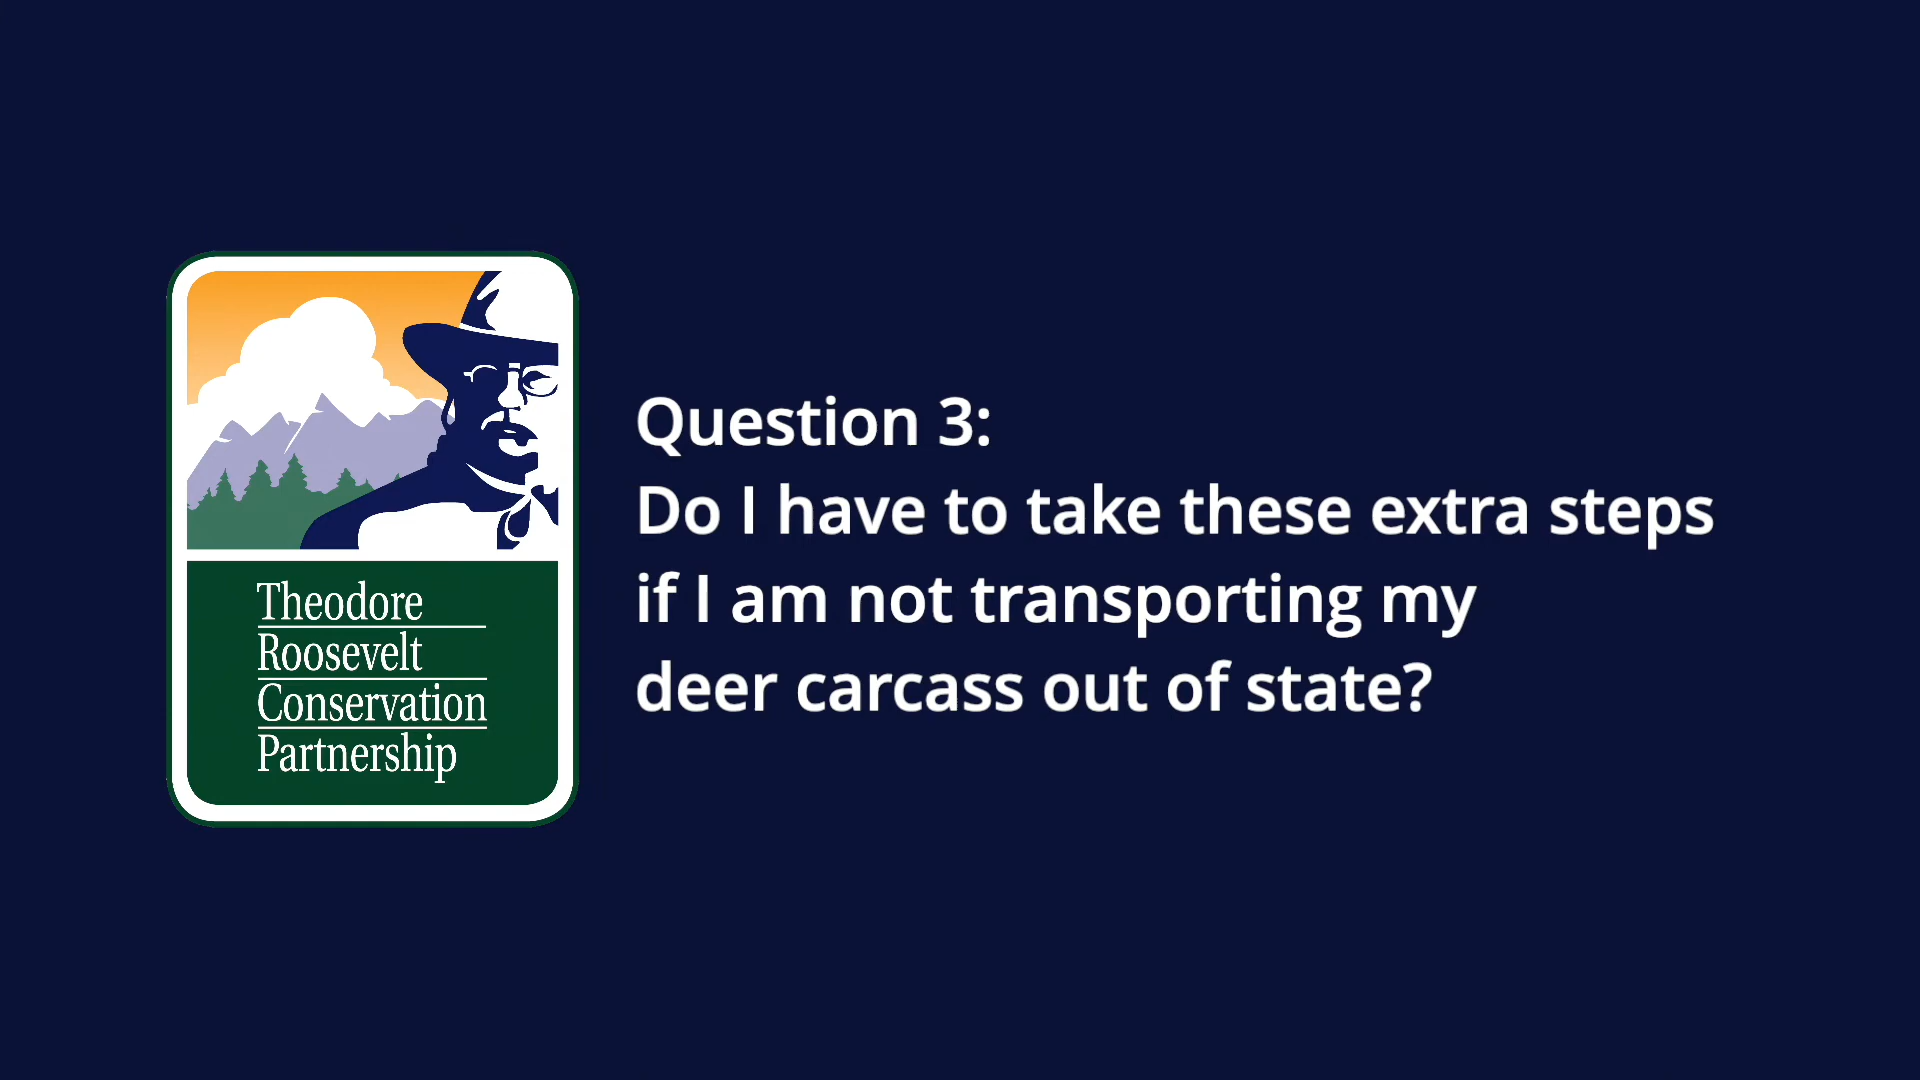 Theodore
Roosevelt
Conservation
Partnership
Question 3:
Do I have to take these extra steps
if I am not transporting my
deer carcass out of state?